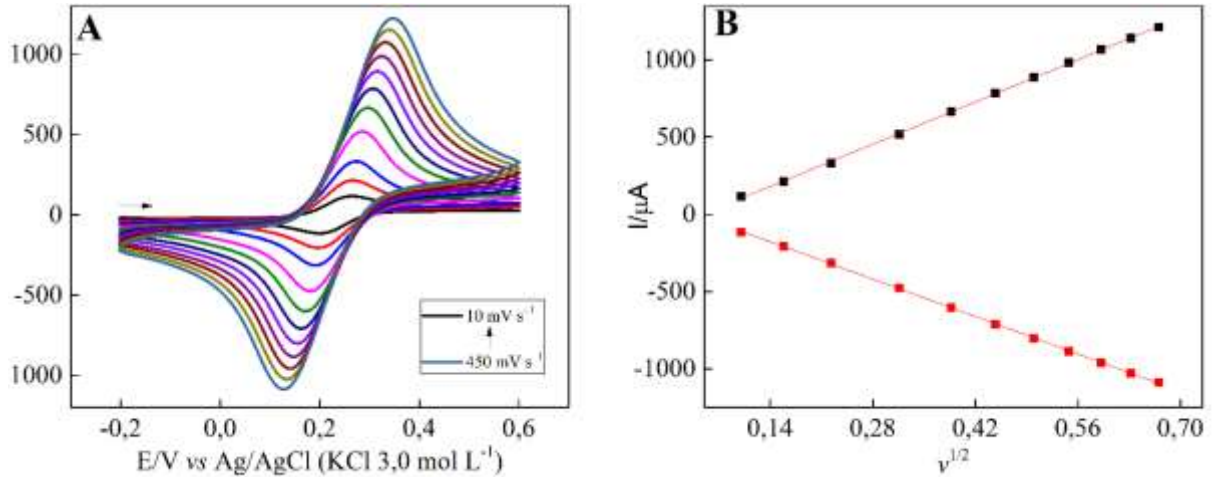 A
1000
500
0
-500
1000
-0,2 0,0 0,2 0,4 0,6
E/V vs Ag/AgCl (KCl 3,0 mol L-1)
10 mV s-1
450 mV s-1
B
I/µA
1000
500
0
-500
-1000
0,14 0,28 0,42 0,56 0,70
v1/2